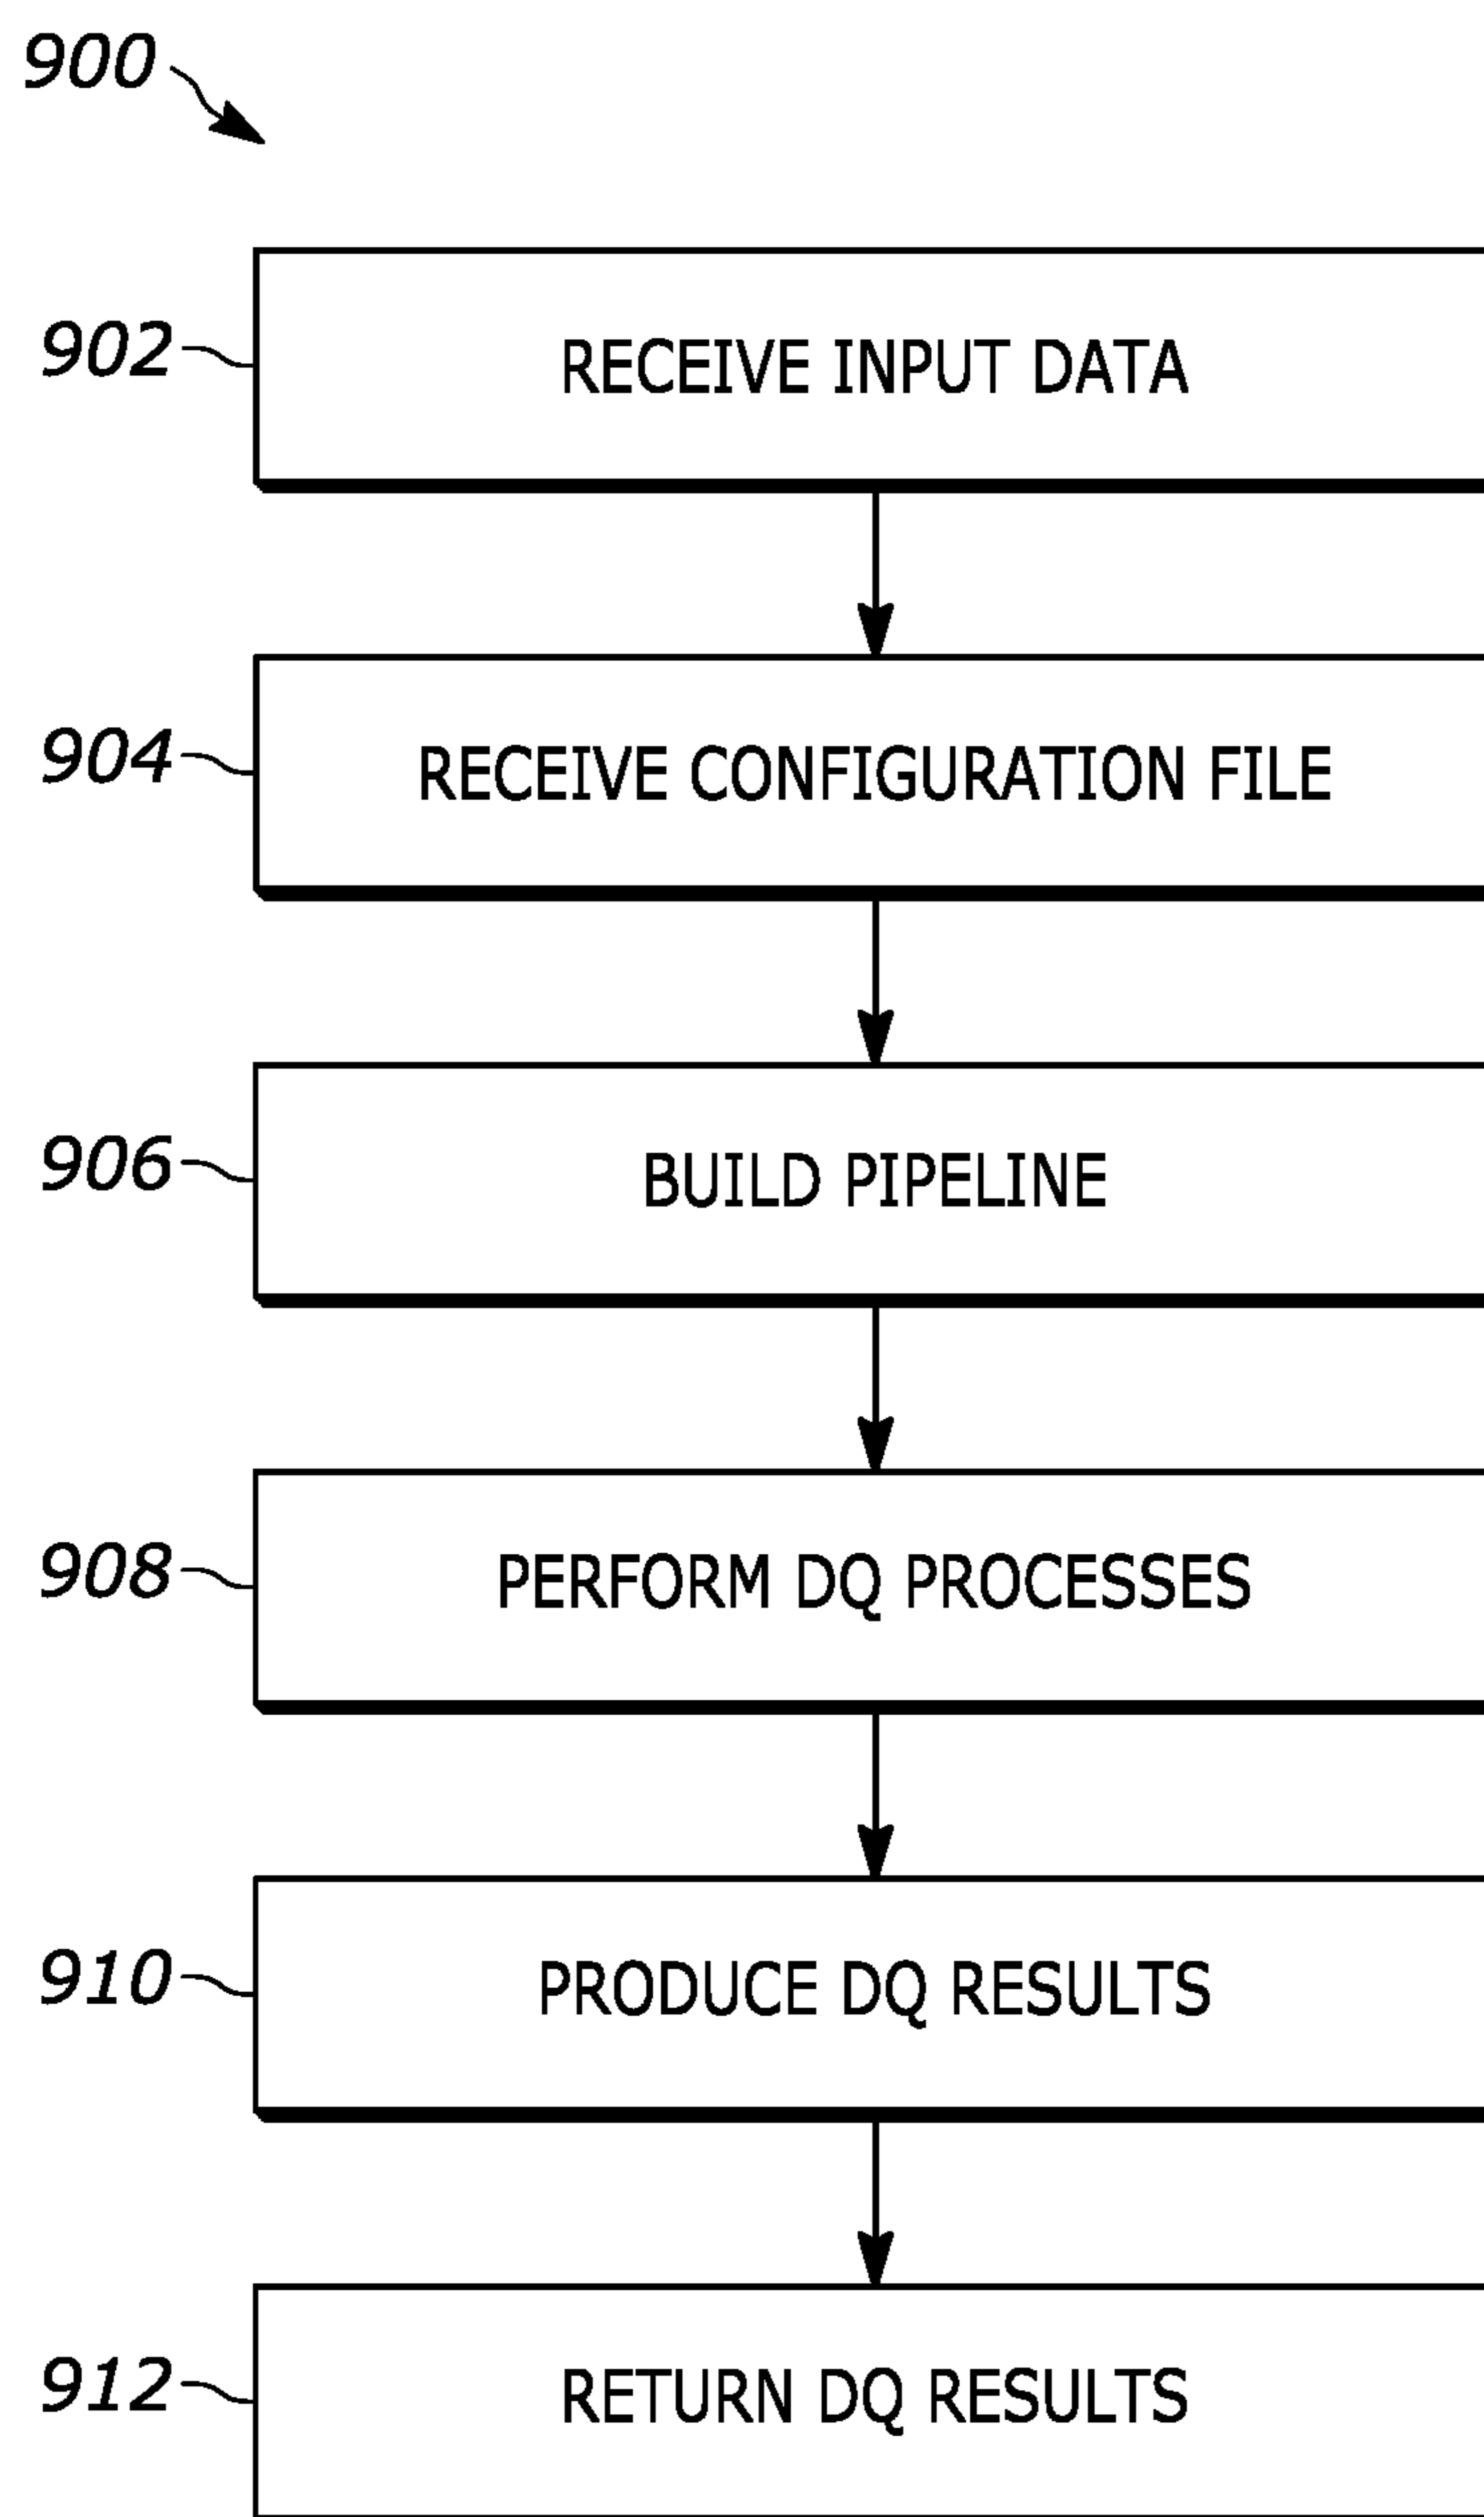 900
902 RECEIVE INPUT DATA
904 RECEIVE CONFIGURATION FILE
906 BUILD PIPELINE
908 PERFORM DQ PROCESSES
910 PRODUCE DQ RESULTS
912 RETURN DQ RESULTS